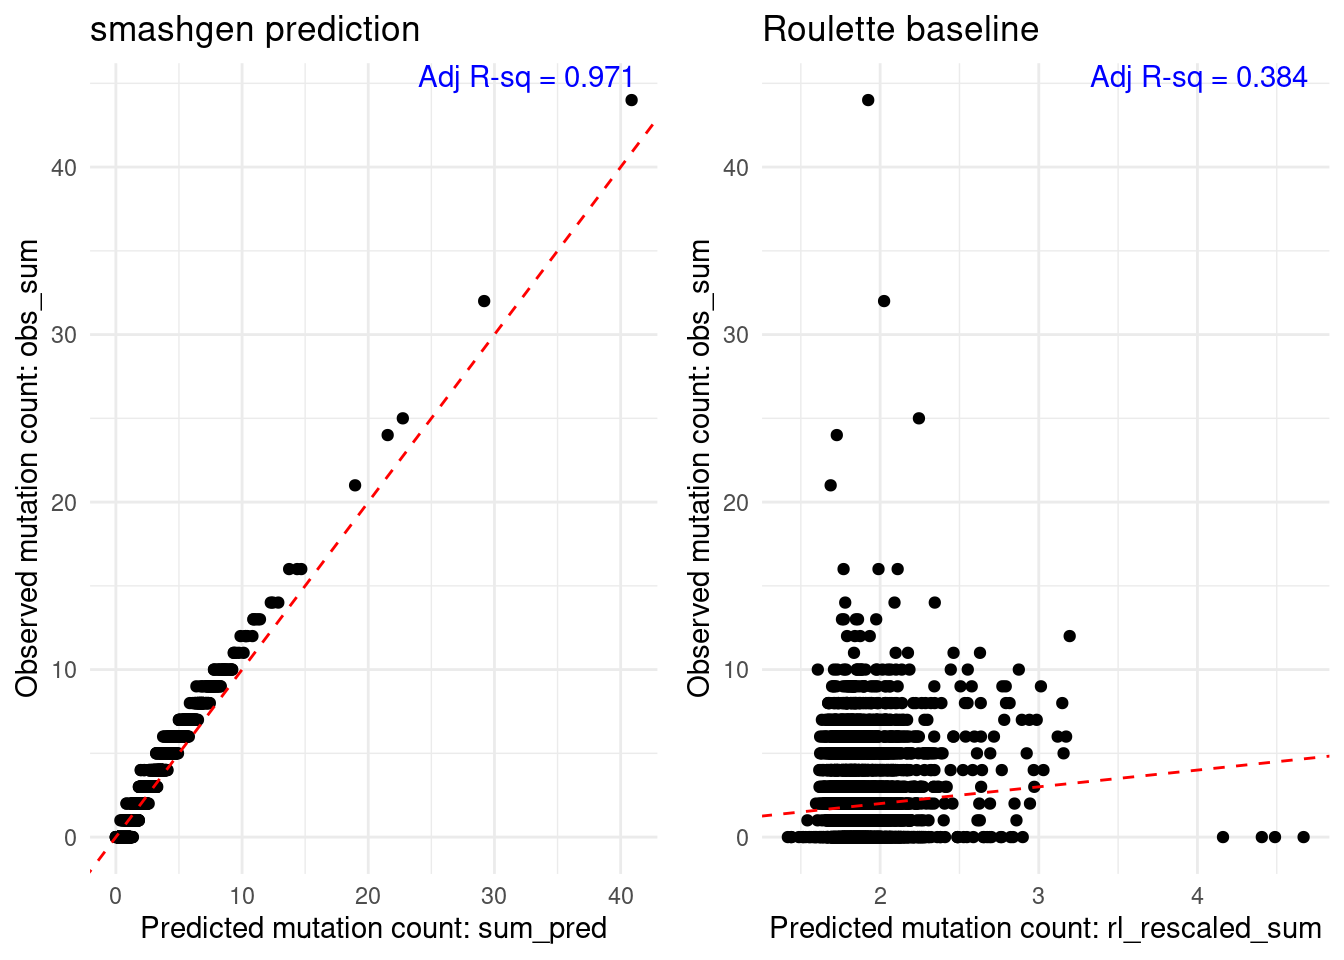 smashgen prediction
Adj R-sq = 0.971
Observed mutation count: obs_sum
40
30
20
10
0
0 10 20 30 40
Predicted mutation count: sum_pred
Roulette baseline
Adj R-sq = 0.384
Observed mutation count: obs_sum
40
30
20
10
0
2 3 4
Predicted mutation count: rl_rescaled_sum